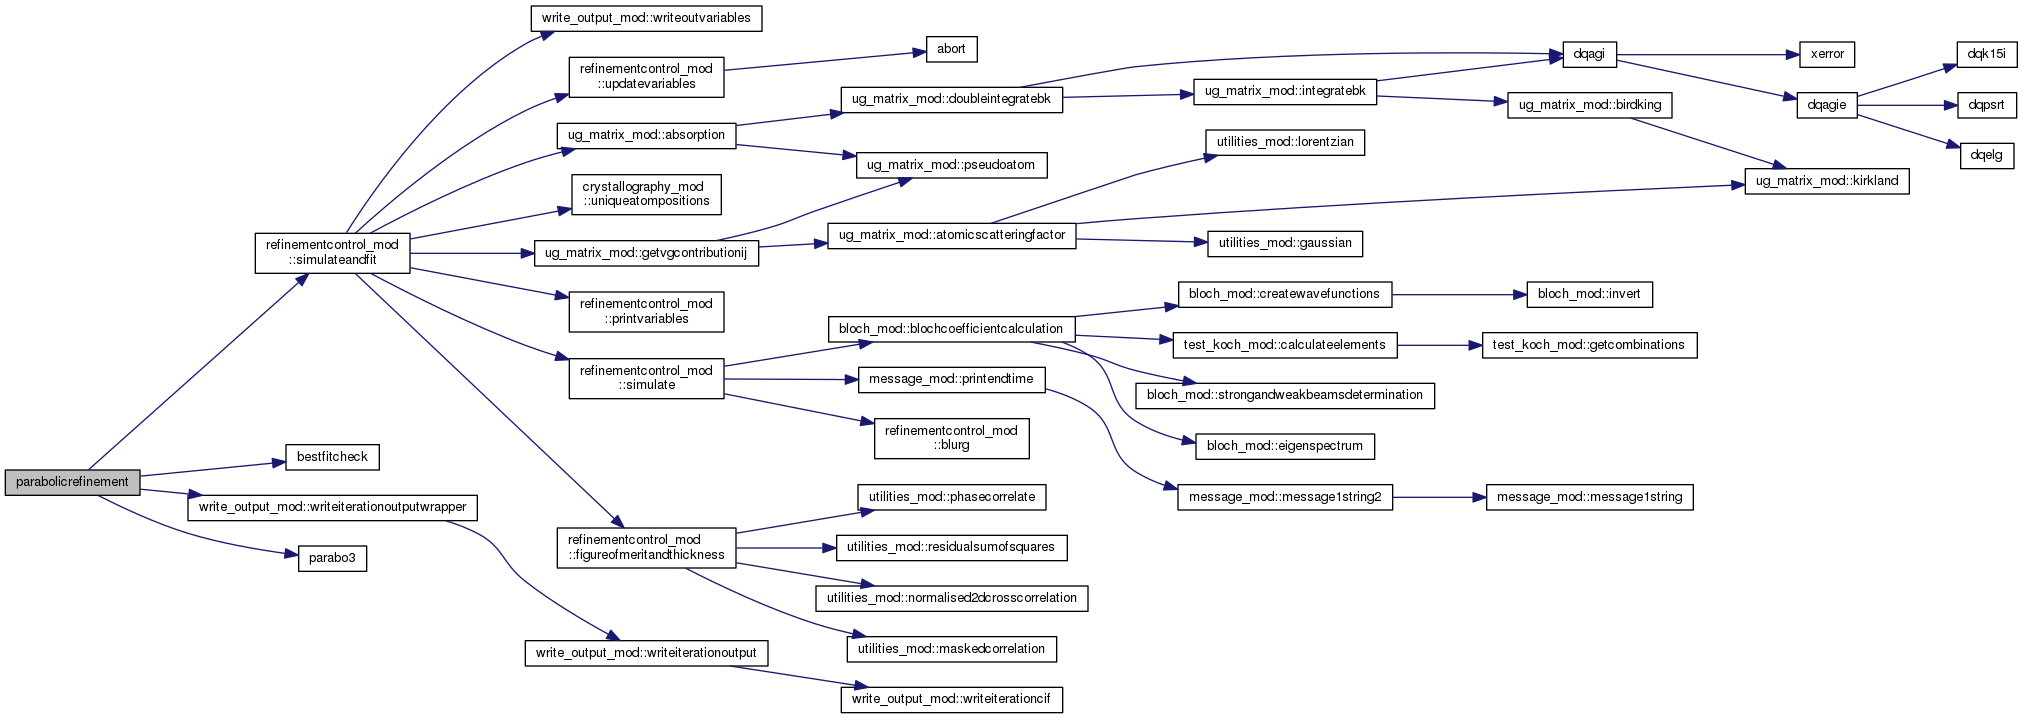 write_output_mod::writeoutvariables
abort
dqagi
xerror
dqk15i
refinementcontrol_mod
::updatevariables
ug_matrix_mod::doubleintegratebk
ug_matrix_mod::integratebk
ug_matrix_mod::birdking
dqagie
dqpsrt
ug_matrix_mod::absorption
utilities_mod::lorentzian
dqelg
ug_matrix_mod::pseudoatom
ug_matrix_mod::kirkland
crystallography_mod
::uniqueatompositions
refinementcontrol_mod
::simulateandfit
ug_matrix_mod::getvgcontributionij
ug_matrix_mod::atomicscatteringfactor
utilities_mod::gaussian
refinementcontrol_mod
::printvariables
bloch_mod::createwavefunctions
bloch_mod::invert
bloch_mod::blochcoefficientcalculation
test_koch_mod::calculateelements
test_koch_mod::getcombinations
refinementcontrol_mod
::simulate
message_mod::printendtime
bloch_mod::strongandweakbeamsdetermination
refinementcontrol_mod
::blurg
bloch_mod::eigenspectrum
bestfitcheck
parabolicrefinement
write_output_mod::writeiterationoutputwrapper
utilities_mod::phasecorrelate
message_mod::message1string2
message_mod::message1string
parabo3
refinementcontrol_mod
::figureofmeritandthickness
utilities_mod::residualsumofsquares
utilities_mod::normalised2dcrosscorrelation
utilities_mod::maskedcorrelation
write_output_mod::writeiterationoutput
write_output_mod::writeiterationcif